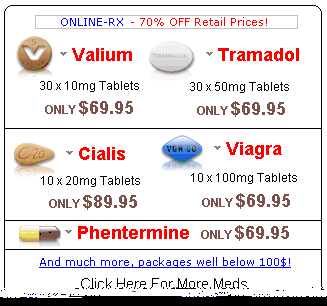 ONLINE-RX - 70% OFF Retail Prices!
Valium Tramadol
30 x 10mg Tablets 30 x 50mg Tablets
ONLY $69.95 ONLY $69.95
TRAMADOL
Cialis Viagra
C20 VGR 50
10 x 20mg Tablets 10 x 100mg Tablets
ONLY $89.95 ONLY $69.95
Phentermine ONLY $69.95
And much more, packages well below 100$!
Click Here For More Meds